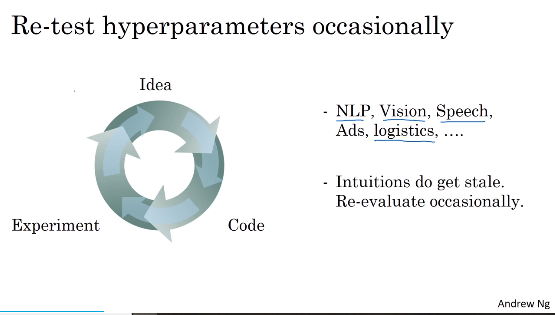 Re-test hyperparameters occasionally
Idea
Experiment
Code
- NLP, Vision, Speech,
Ads, logistics, ....
- Intuitions do get stale.
Re-evaluate occasionally.
Andrew Ng